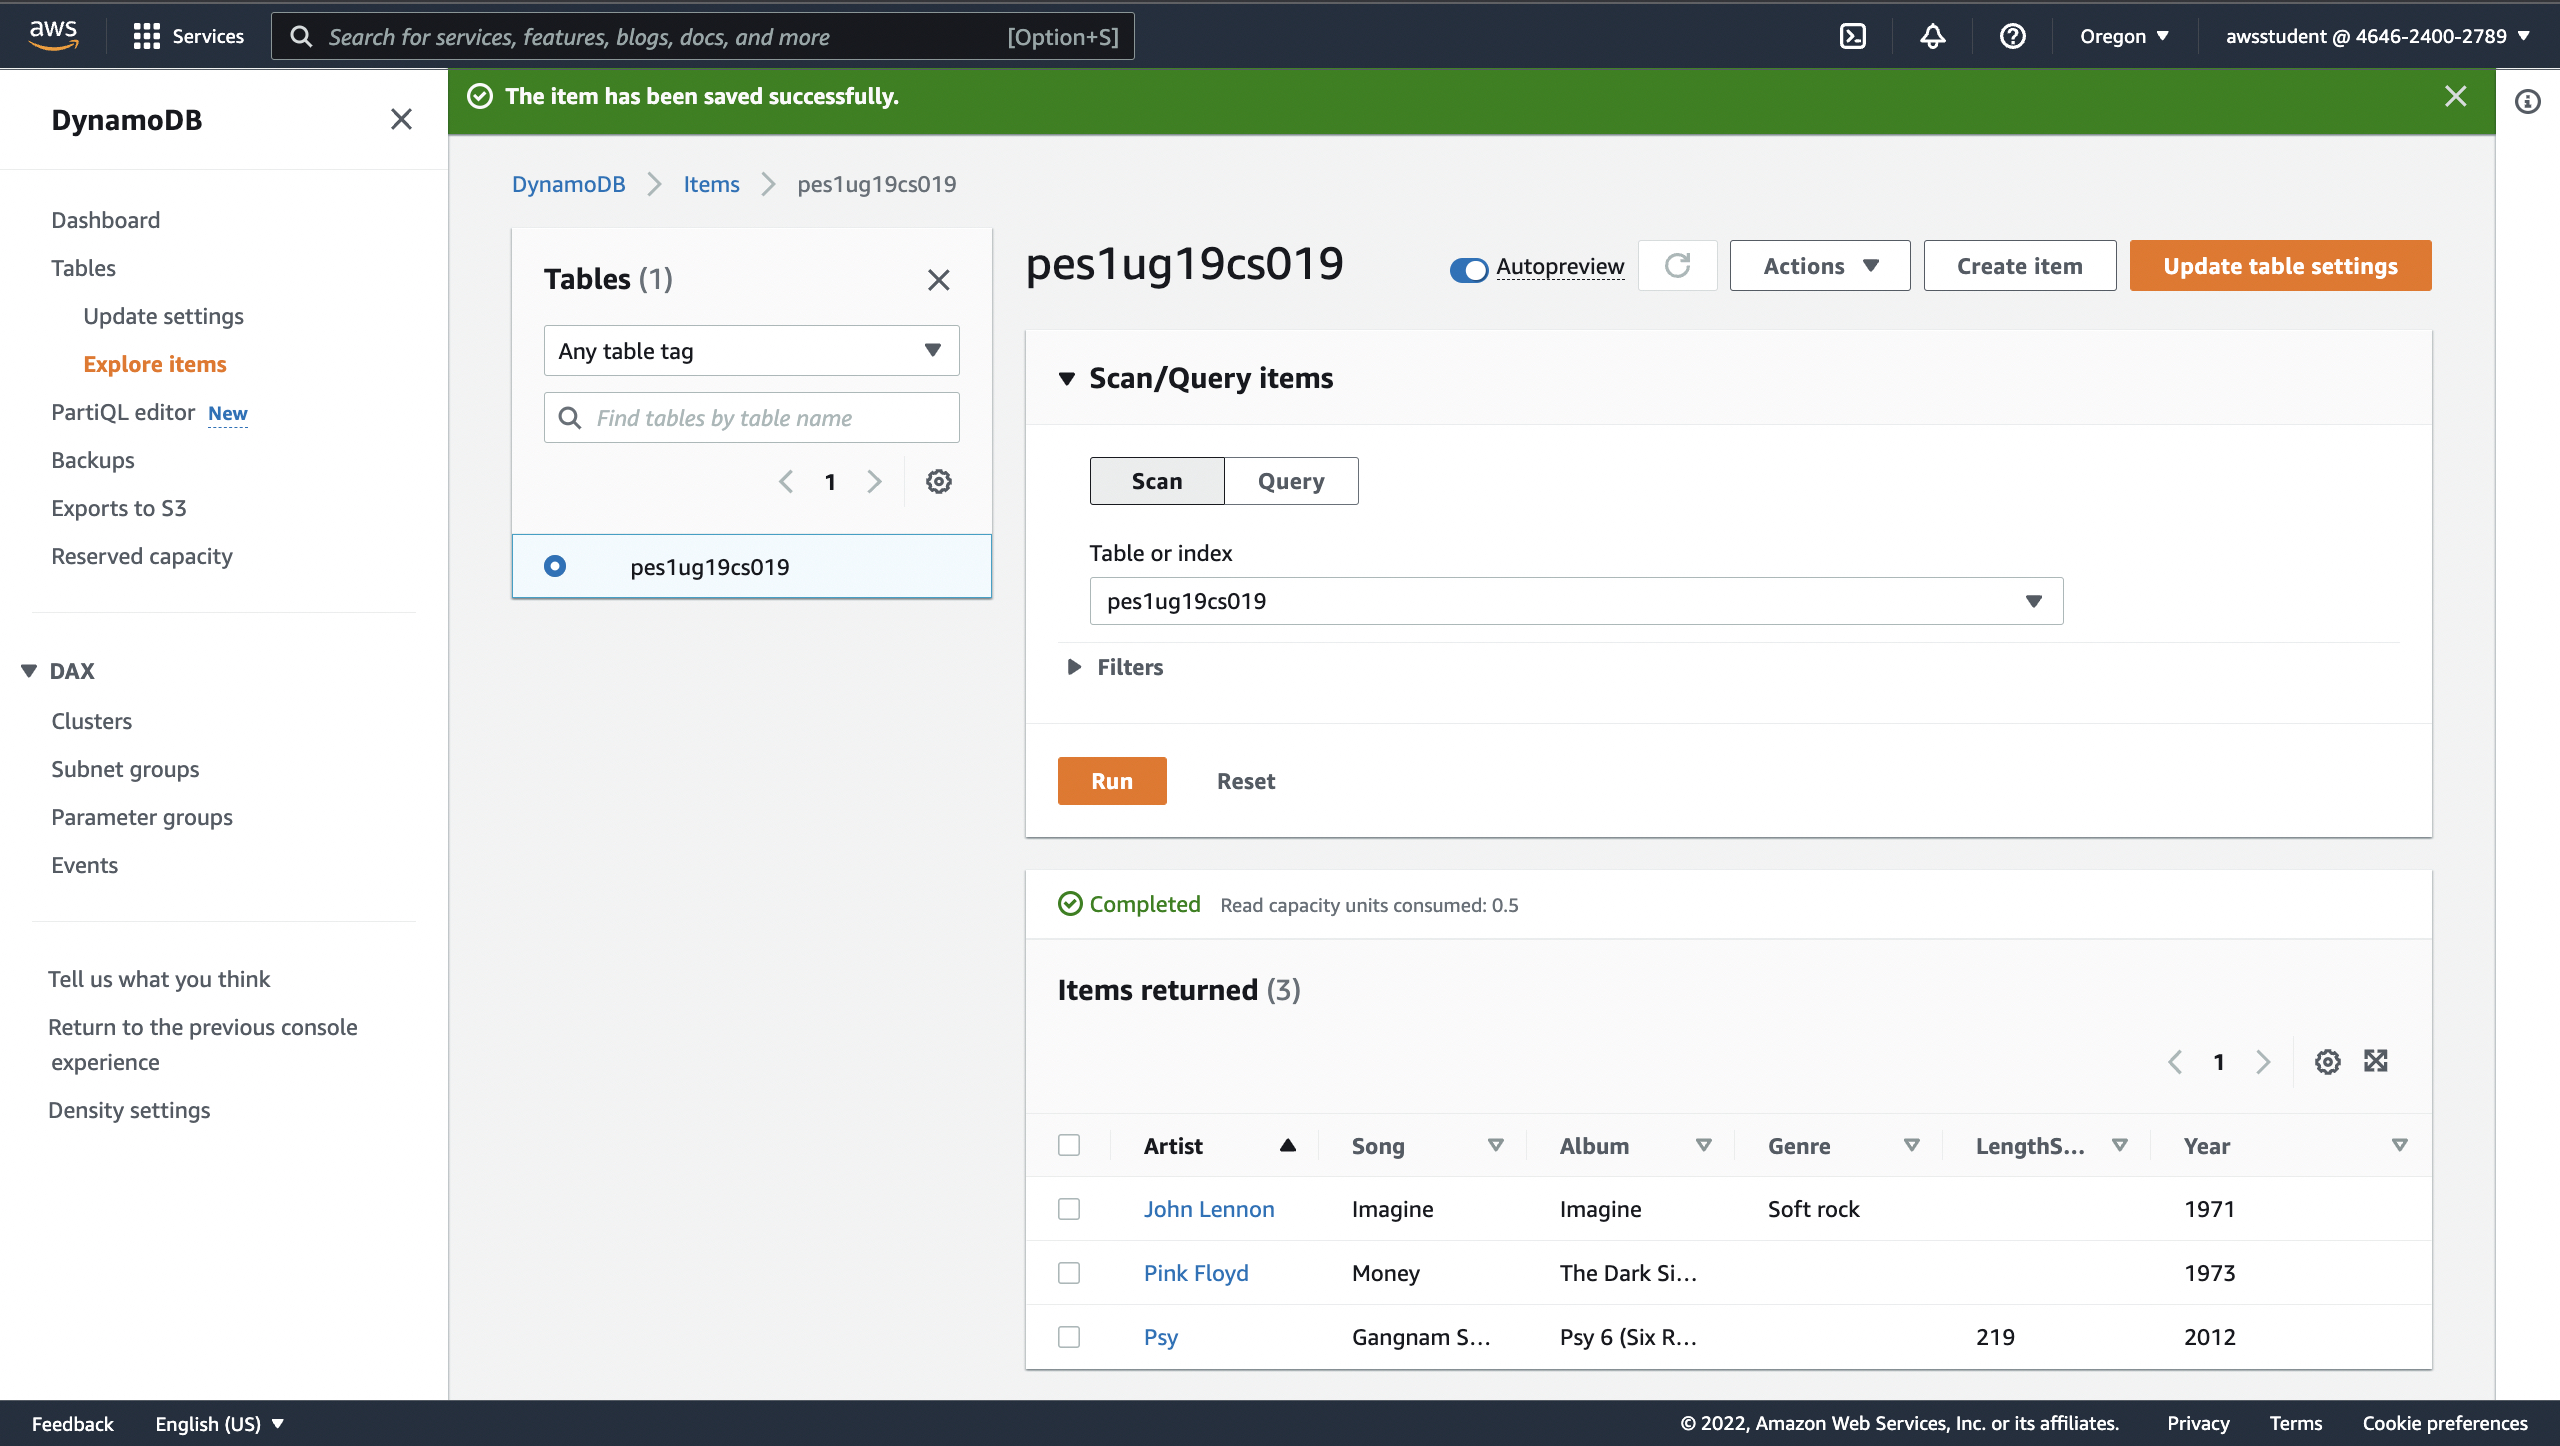 aws
Services
Search for services, features, blogs, docs, and more [Option+S]
Oregon ▼
awsstudent @ 4646-2400-2789 ▼
DynamoDB
Dashboard
Tables
Update settings
Explore items
PartiQL editor New
Backups
Exports to S3
Reserved capacity
DAX
Clusters
Subnet groups
Parameter groups
Events
Tell us what you think
Return to the previous console
experience
Density settings
The item has been saved successfully.
DynamoDB > Items > pes1ug19cs019
Tables (1)
Any table tag
Find tables by table name
1
pes1ug19cs019
pes1ug19cs019
Autopreview
Actions
Create item
Update table settings
Scan/Query items
Scan Query
Table or index
pes1ug19cs019
Filters
Run Reset
Completed Read capacity units consumed: 0.5
Items returned (3)
1
Artist Song Album Genre LengthS... Year
John Lennon Imagine Imagine Soft rock 1971
Pink Floyd Money The Dark Si... 1973
Psy Gangnam S... Psy 6 (Six R... 219 2012
Feedback English (US) ▼ © 2022, Amazon Web Services, Inc. or its affiliates. Privacy Terms Cookie preferences